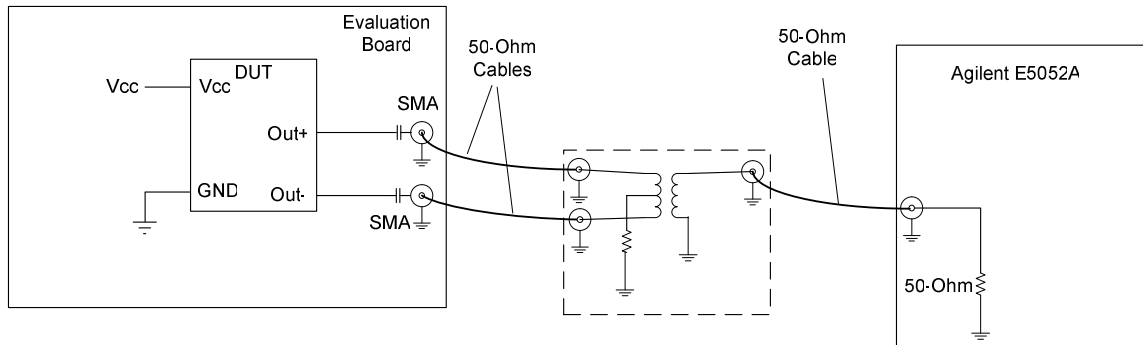 Evaluation
Board
DUT
Vcc
Vcc
Out+
GND
Out-
SMA
SMA
50-Ohm
Cables
50-Ohm
Cable
Agilent E5052A
50-Ohm